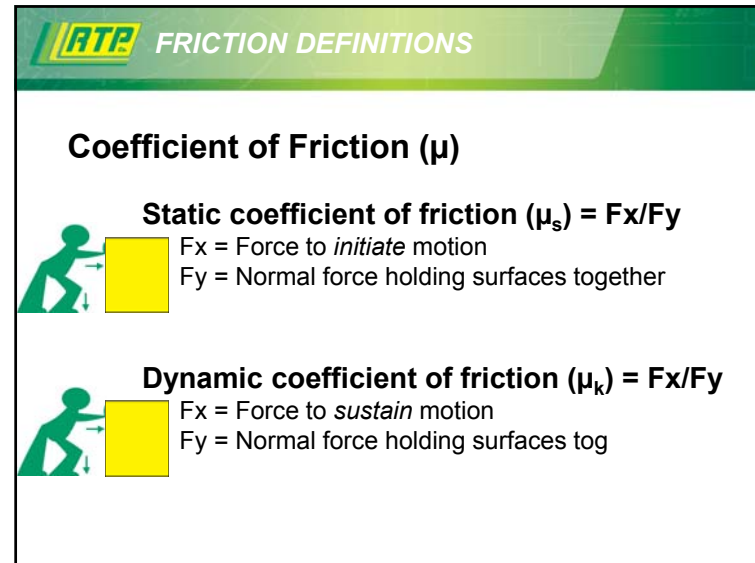 RTP FRICTION DEFINITIONS
Coefficient of Friction (µ)
Static coefficient of friction (µs) = Fx/Fy
Fx = Force to initiate motion
Fy = Normal force holding surfaces together
Dynamic coefficient of friction (µk) = Fx/Fy
Fx = Force to sustain motion
Fy = Normal force holding surfaces tog